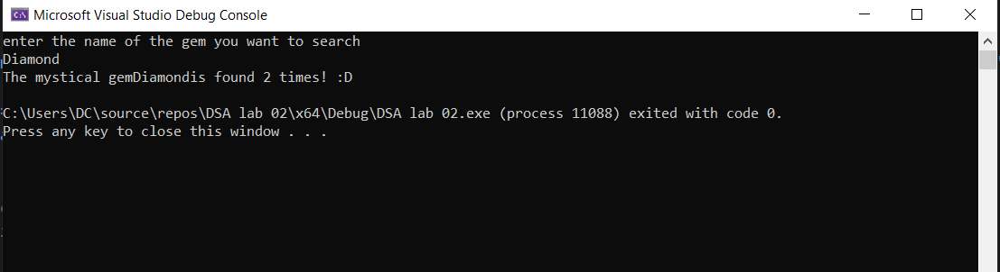 Microsoft Visual Studio Debug Console
enter the name of the gem you want to search
Diamond
The mystical gemDiamondis found 2 times! :D
C:\Users\DC\source\repos\DSA lab 02\x64\Debug\DSA lab 02.exe (process 11088) exited with code 0.
Press any key to close this window . . .